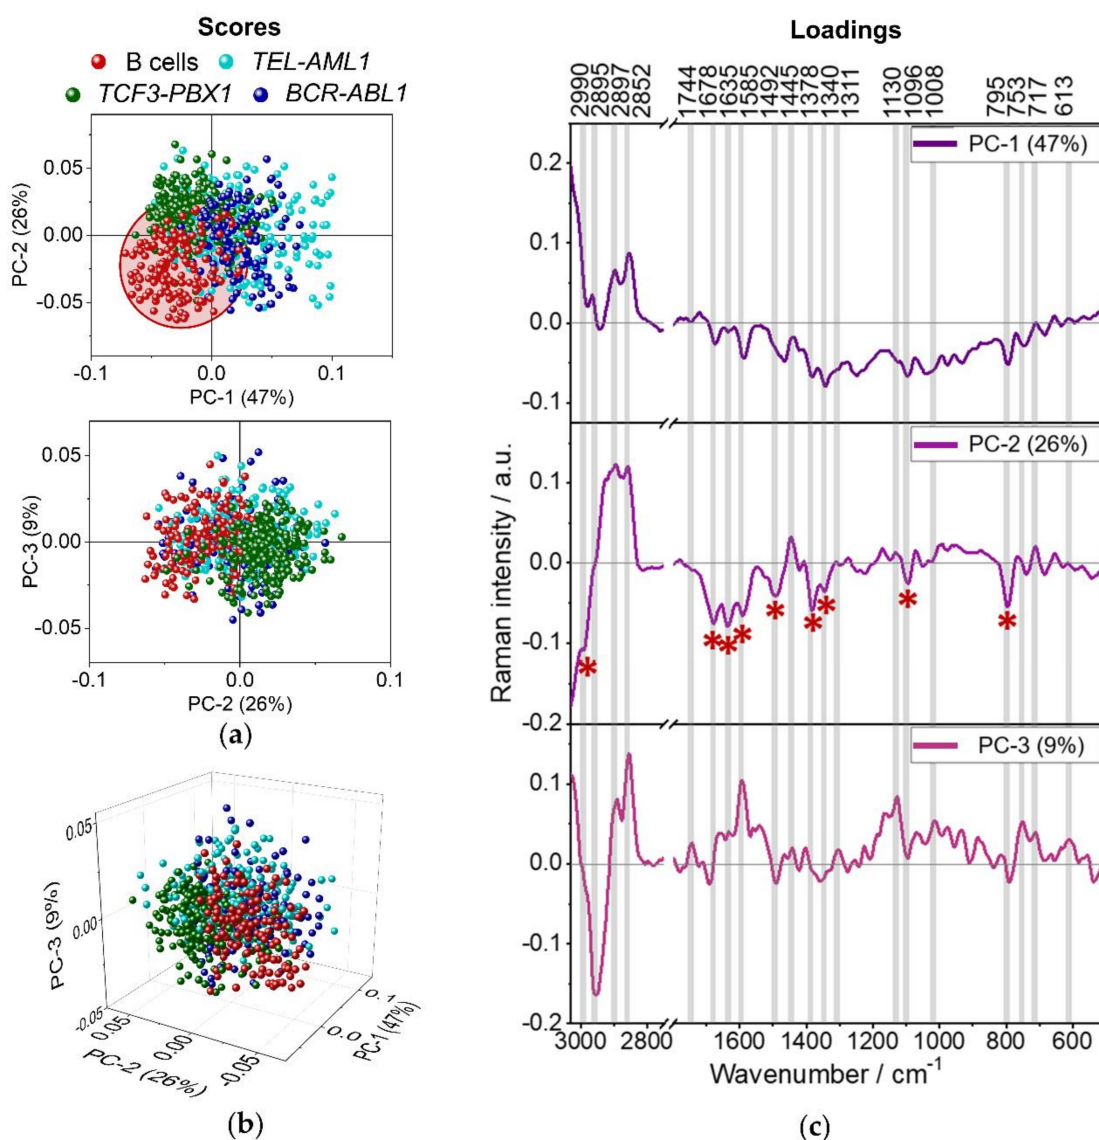 Scores
B cells TEL-AML1
TCF3-PBX1 BCR-ABL1
0.05
0.00
-0.05
PC-2 (26%)
-0.1 0.0 0.1
PC-1 (47%)
0.05
0.00
-0.05
PC-3 (9%)
-0.1 0.0 0.1
PC-2 (26%)
(a)
0.05
0.00
-0.05
PC-3 (9%)
0.05 0.00 -0.05
PC-2 (26%)
0.0 0.1
PC-1 (47%)
(b)
Loadings
2990 2895 2897 2852 1744 1678 1635 1585 1492 1445 1378 1340 1311 1130 1096 1008 795 753 717 613
PC-1 (47%)
0.2
0.1
0.0
-0.1
PC-2 (26%)
0.1
0.0
-0.1
-0.2
PC-3 (9%)
0.1
0.0
-0.1
-0.2
Raman intensity / a.u.
3000 2800 1600 1400 1200 1000 800 600
Wavenumber / cm-1
(c)